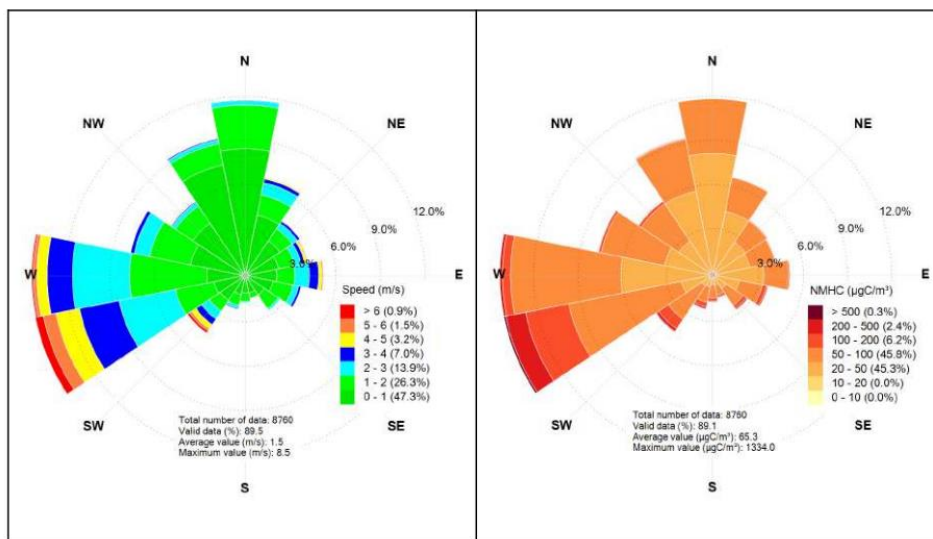 N
NW
NE
12.0%
9.0%
6.0%
3.0%
W
E
Speed (m/s)
> 6 (0.9%)
5 - 6 (1.5%)
4 - 5 (3.2%)
3 - 4 (7.0%)
2 - 3 (13.9%)
1 - 2 (26.3%)
0 - 1 (47.3%)
SW
SE
Total number of data: 8760
Valid data (%): 89.5
Average value (m/s): 1.5
Maximum value (m/s): 8.5
S
N
NW
NE
12.0%
9.0%
6.0%
3.0%
W
E
NMHC (µgC/m³)
> 500 (0.3%)
200 - 500 (2.4%)
100 - 200 (6.2%)
50 - 100 (45.8%)
20 - 50 (45.3%)
10 - 20 (0.0%)
0 - 10 (0.0%)
SW
SE
Total number of data: 8760
Valid data (%): 89.1
Average value (µgC/m³): 65.3
Maximum value (µgC/m³): 1334.0
S